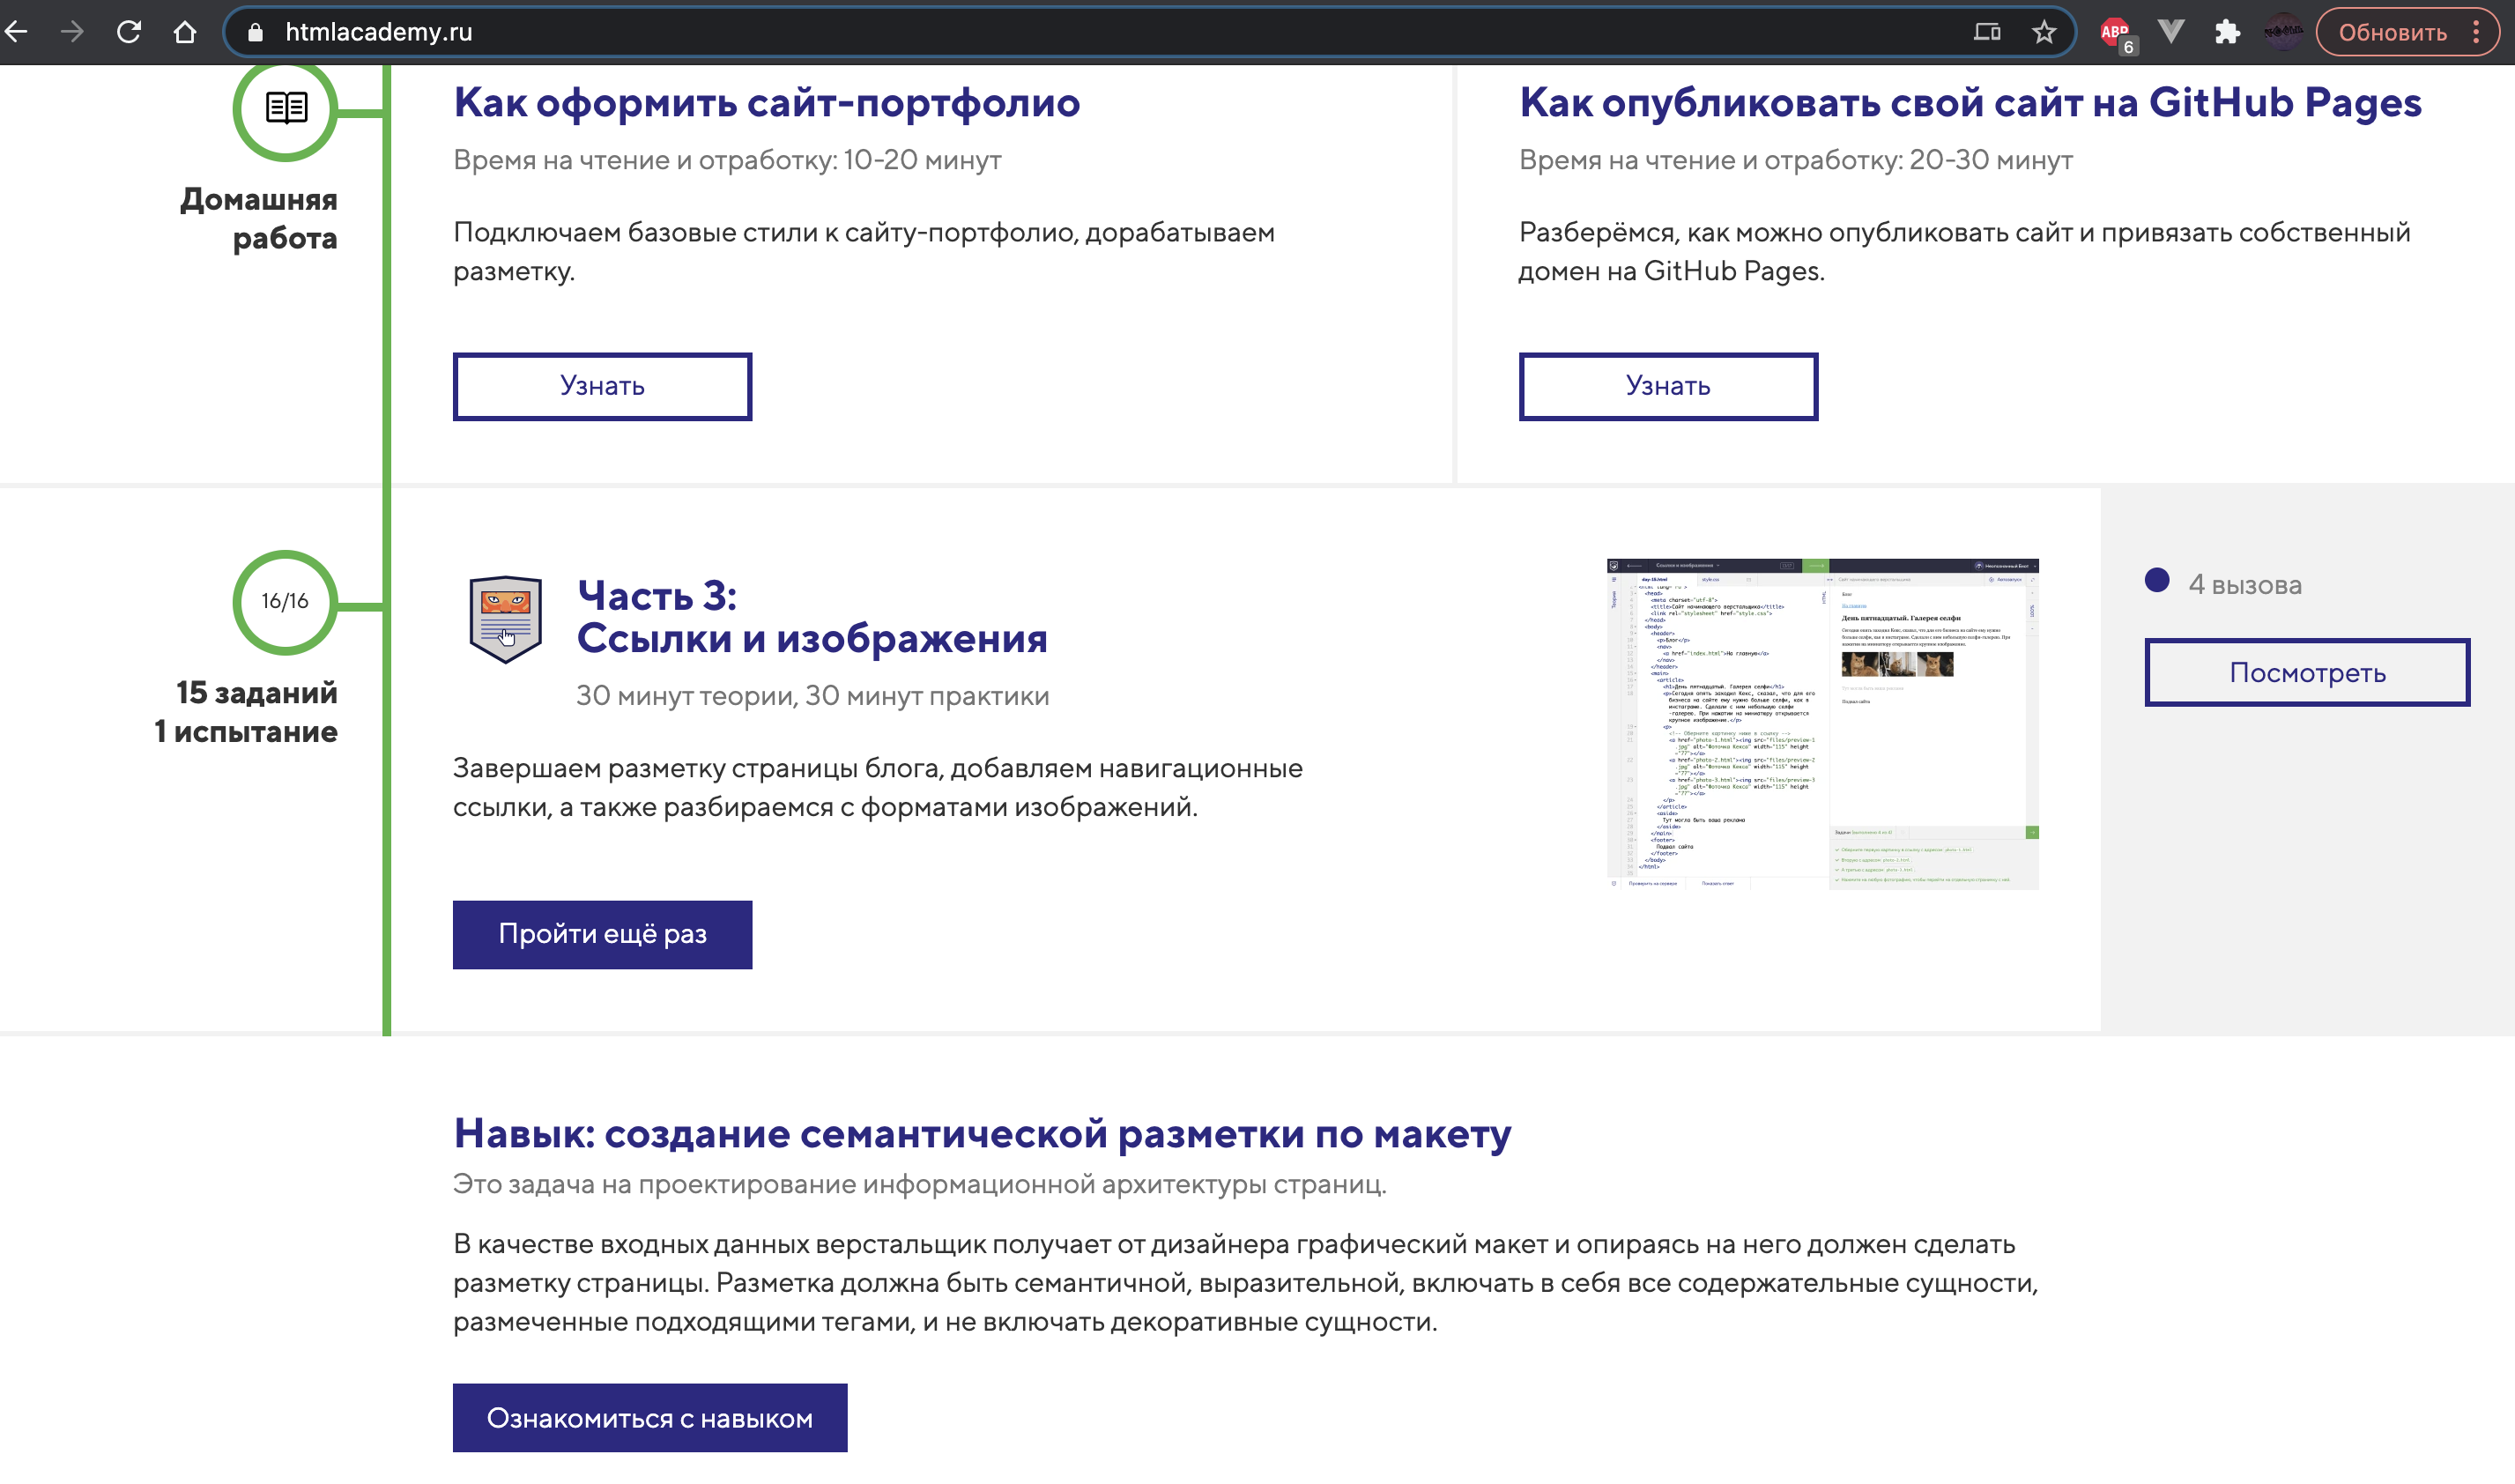 htmlacademy.ru
ABP
6
Обновить
Домашняя
работа
Как оформить сайт-портфолио
Время на чтение и отработку: 10-20 минут
Подключаем базовые стили к сайту-портфолио, дорабатываем
разметку.
Узнать
Как опубликовать свой сайт на GitHub Pages
Время на чтение и отработку: 20-30 минут
Разберёмся, как можно опубликовать сайт и привязать собственный
домен на GitHub Pages.
Узнать
16/16
15 заданий
1 испытание
Часть 3:
Ссылки и изображения
30 минут теории, 30 минут практики
Завершаем разметку страницы блога, добавляем навигационные
ссылки, а также разбираемся с форматами изображений.
Пройти ещё раз
День пятнадцатый. Галерея селфи
4 вызова
Посмотреть
Навык: создание семантической разметки по макету
Это задача на проектирование информационной архитектуры страниц.
В качестве входных данных верстальщик получает от дизайнера графический макет и опираясь на него должен сделать
разметку страницы. Разметка должна быть семантичной, выразительной, включать в себя все содержательные сущности,
размеченные подходящими тегами, и не включать декоративные сущности.
Ознакомиться с навыком